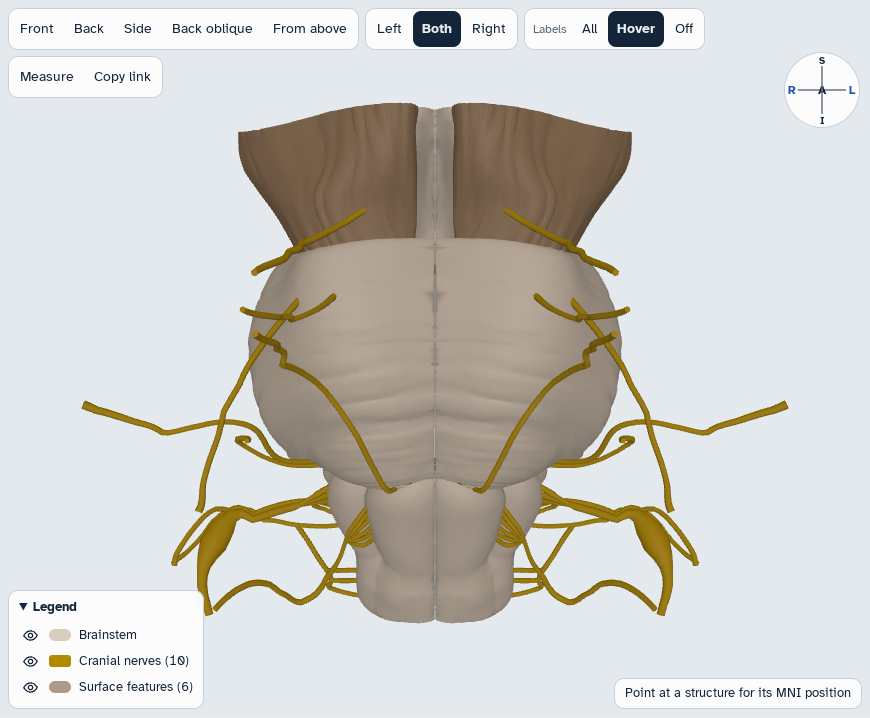 Front Back Side Back oblique From above Left Both Right Labels All Hover Off
Measure Copy link
S
R A L
I
▼ Legend
Brainstem
Cranial nerves (10)
Surface features (6)
Point at a structure for its MNI position